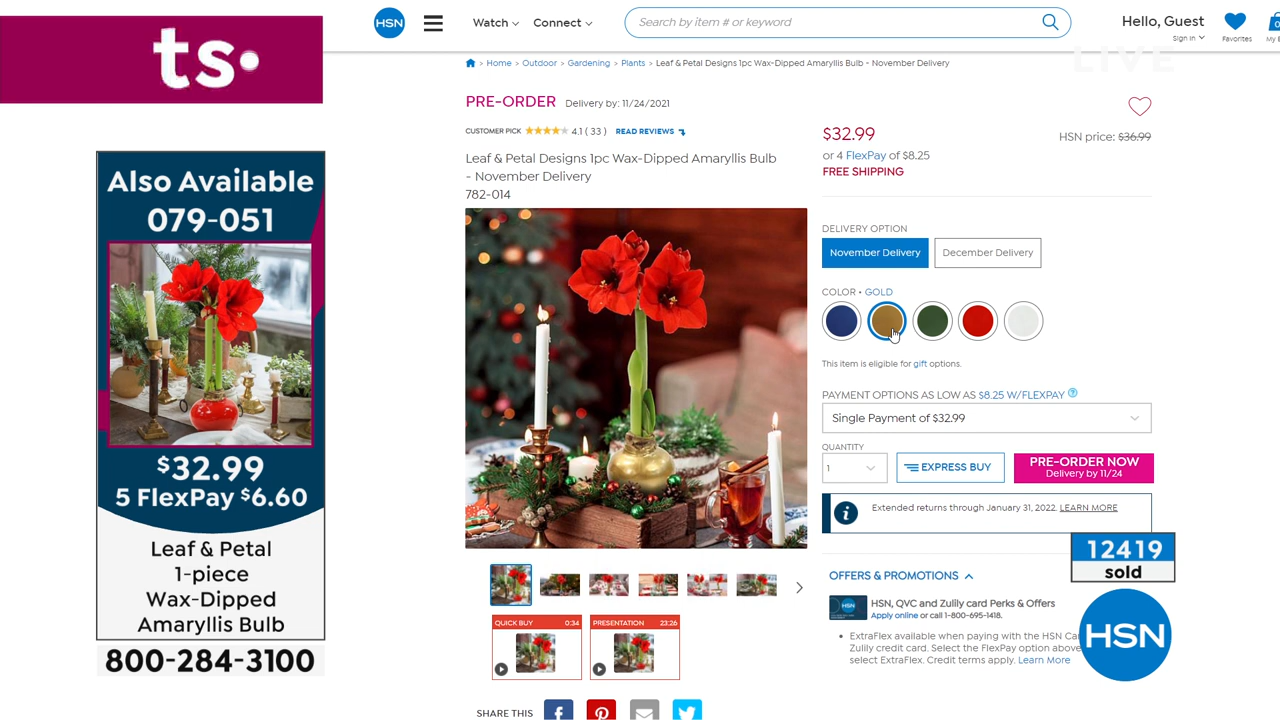 ts.
Also Available
079-051
$32.99
5 FlexPay $6.60
Leaf & Petal
1-piece
Wax-Dipped
Amaryllis Bulb
800-284-3100
HSN
Watch
Connect
Search by item # or keyword
Hello, Guest
Sign In
Favorites
0
My B
LIVE
> Home > Outdoor > Gardening > Plants > Leaf & Petal Designs 1pc Wax-Dipped Amaryllis Bulb - November Delivery
PRE-ORDER Delivery by: 11/24/2021
CUSTOMER PICK 4.1 ( 33 ) READ REVIEWS
Leaf & Petal Designs 1pc Wax-Dipped Amaryllis Bulb
- November Delivery
782-014
QUICK BUY 0:34
PRESENTATION 23:26
SHARE THIS
$32.99 HSN price: $36.99
or 4 FlexPay of $8.25
FREE SHIPPING
DELIVERY OPTION
November Delivery December Delivery
COLOR • GOLD
This item is eligible for gift options.
PAYMENT OPTIONS AS LOW AS $8.25 W/FLEXPAY ?
Single Payment of $32.99
QUANTITY
1
EXPRESS BUY
PRE-ORDER NOW
Delivery by 11/24
i Extended returns through January 31, 2022. LEARN MORE
12419
sold
OFFERS & PROMOTIONS
HSN
HSN, QVC and Zulily card Perks & Offers
Apply online or call 1-800-695-1418.
• ExtraFlex available when paying with the HSN Ca
Zulily credit card. Select the FlexPay option above
select ExtraFlex. Credit terms apply. Learn More
HSN